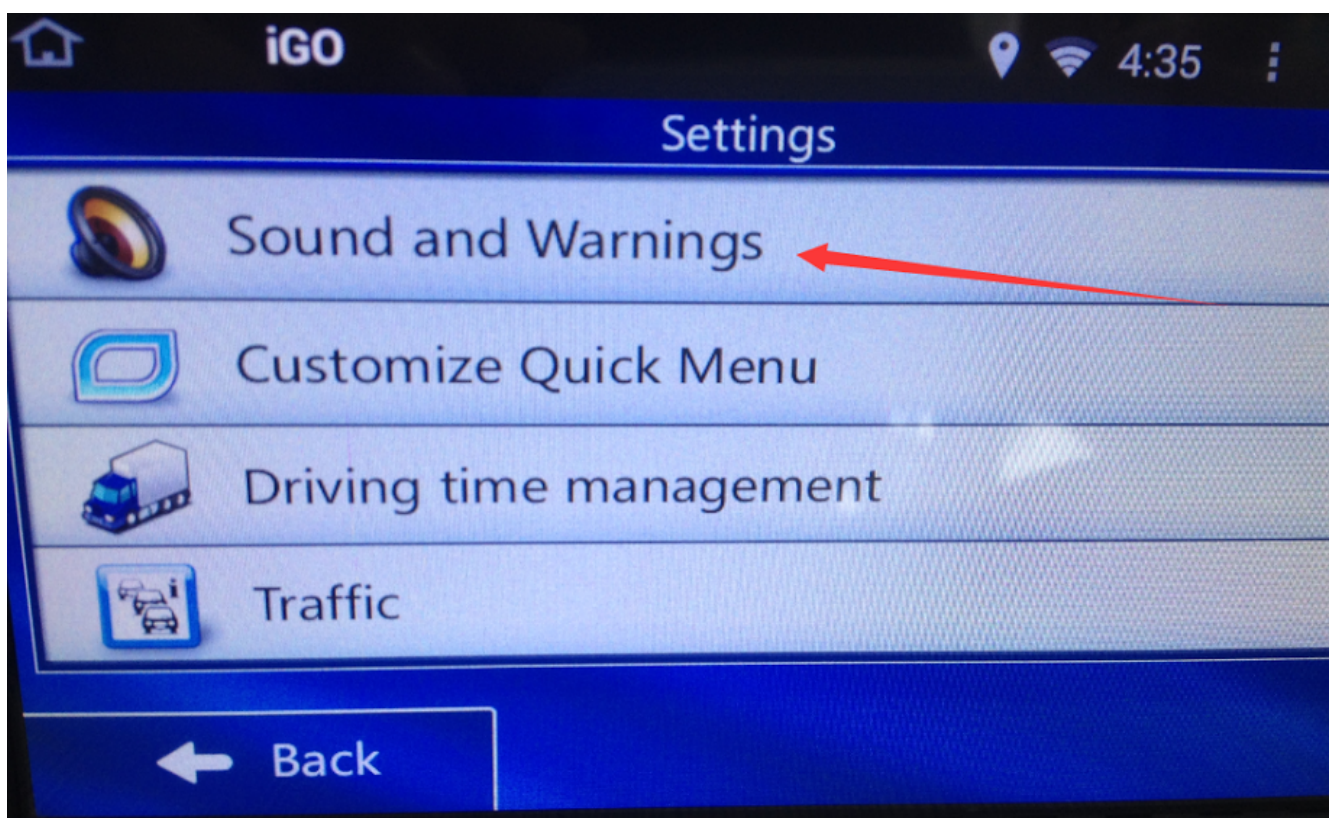 iGO 4:35
Settings
Sound and Warnings
Customize Quick Menu
Driving time management
i
Traffic
Back